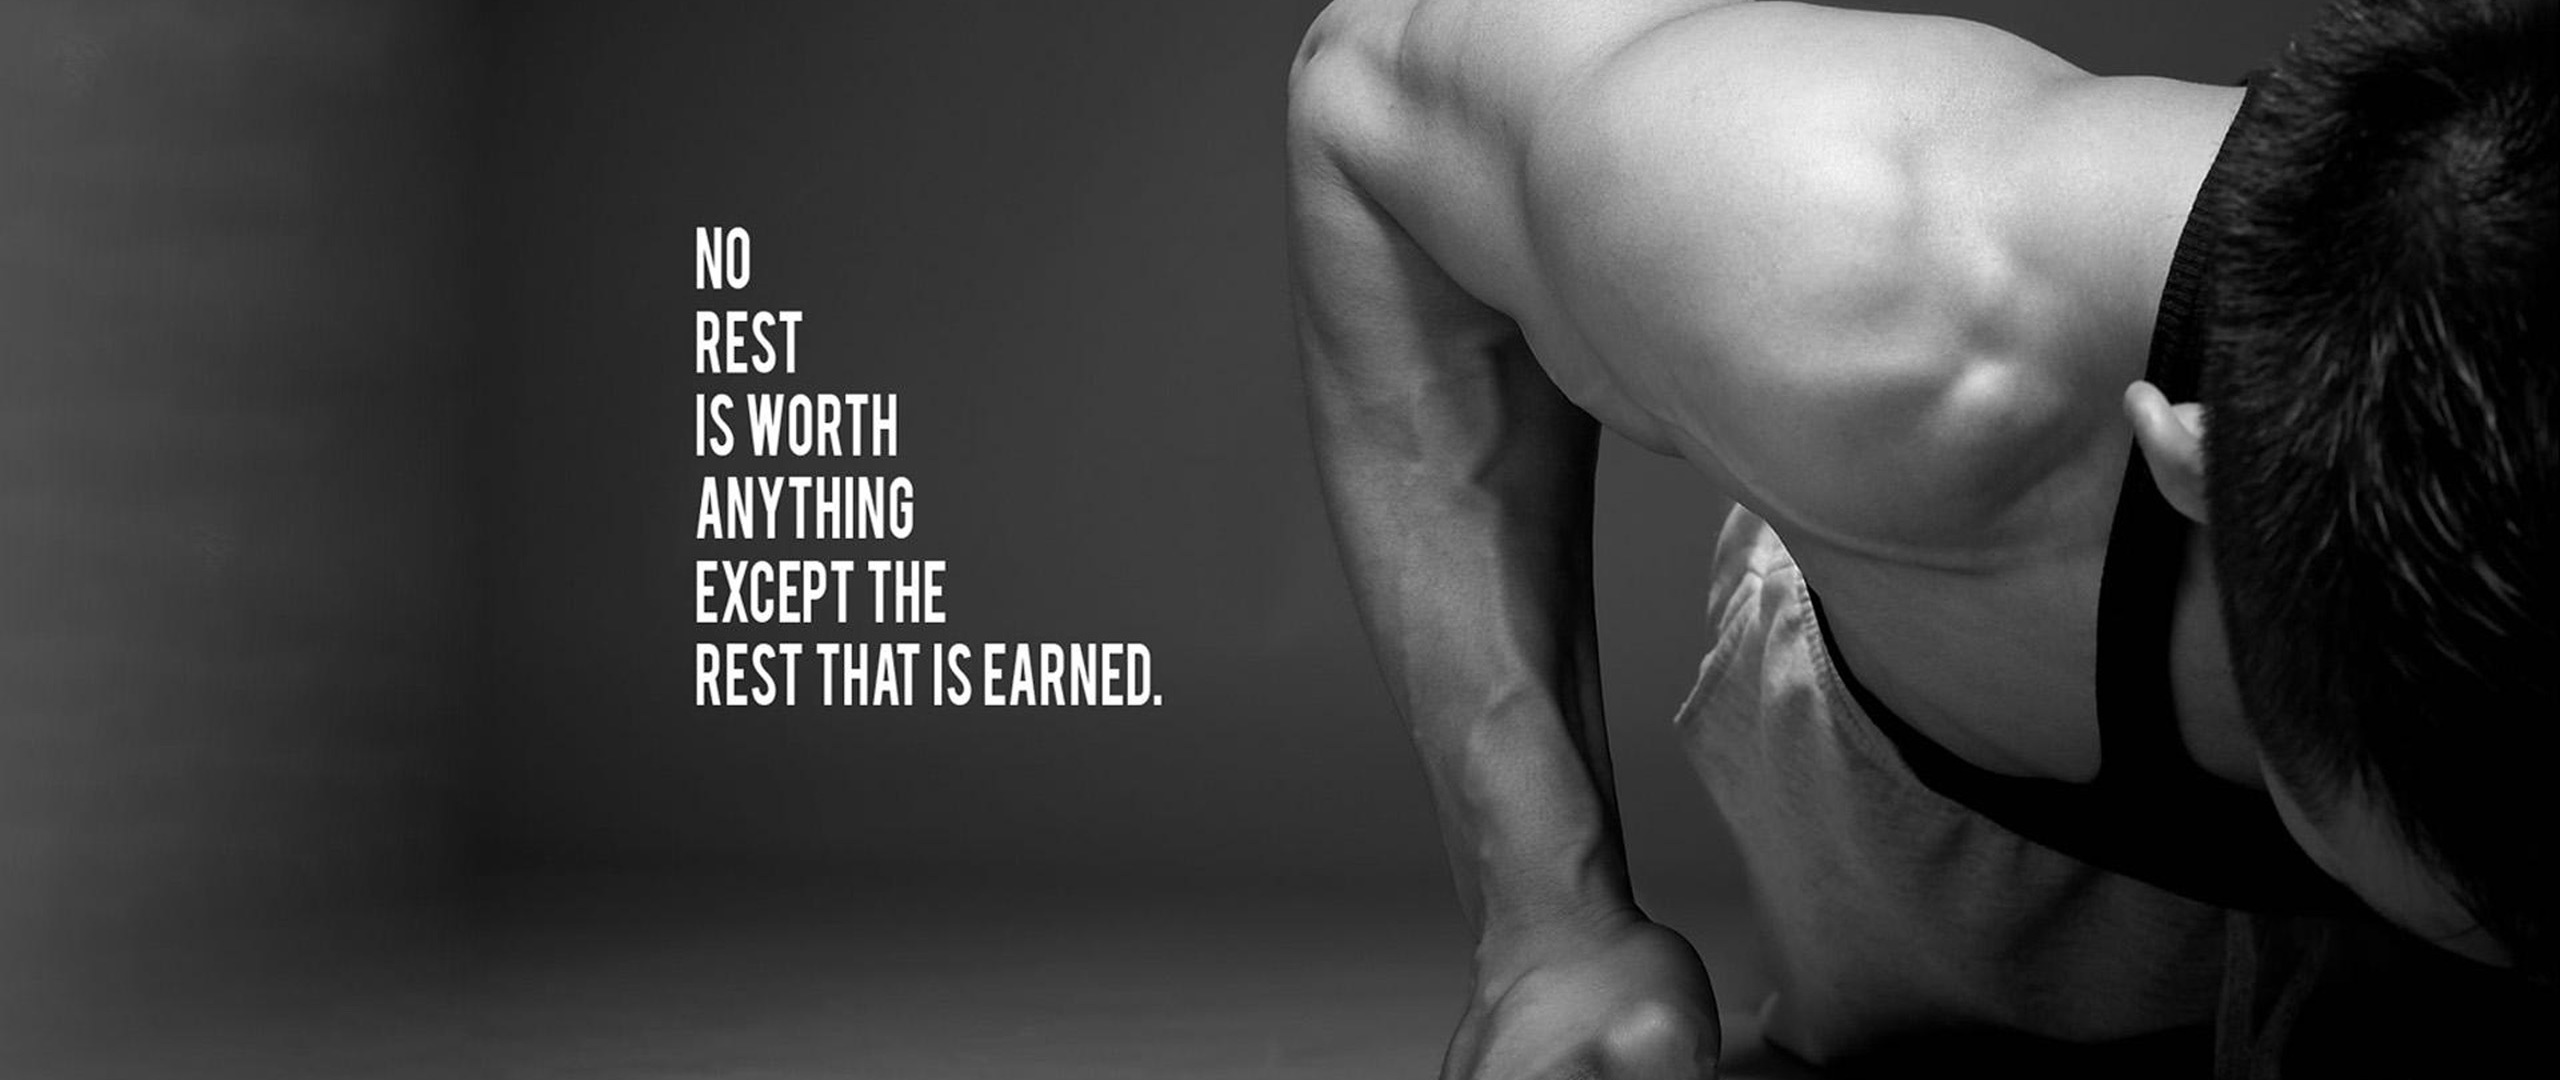 NO
REST
IS WORTH
ANYTHING
EXCEPT THE
REST THAT IS EARNED.